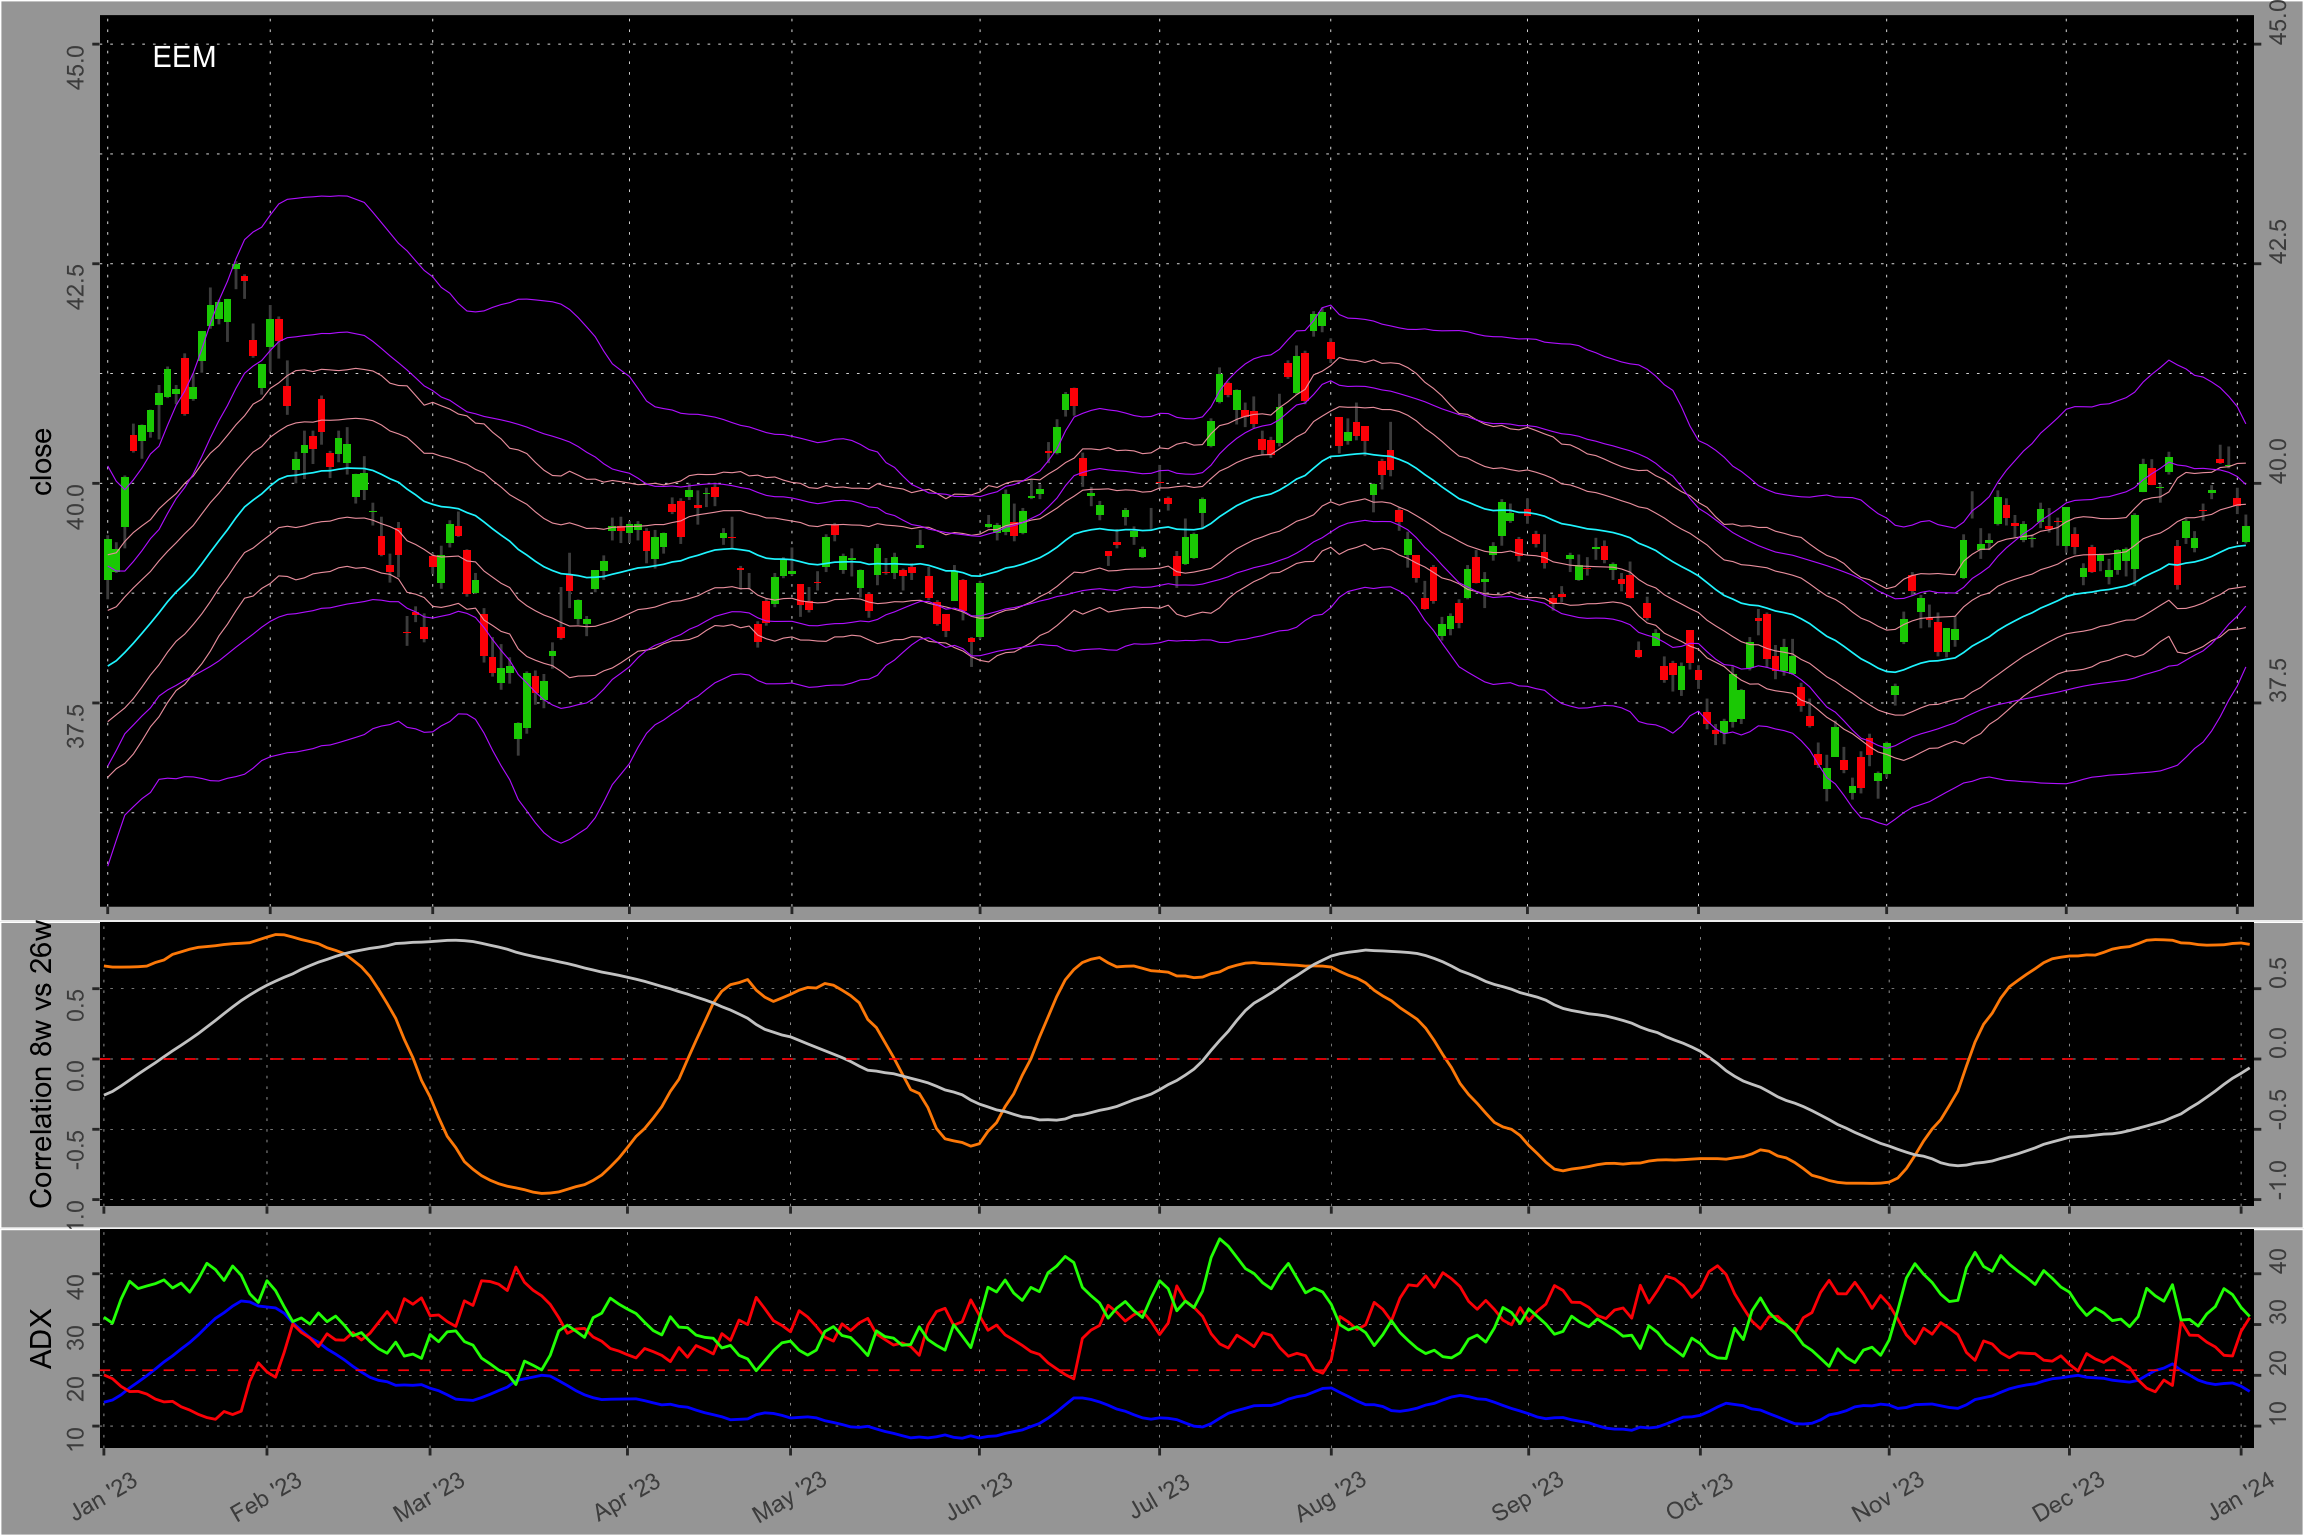 EEM
close
45.0
42.5
40.0
37.5
45.0
42.5
40.0
37.5
Correlation 8w vs 26w
0.5
0.0
-0.5
1.0
0.5
0.0
-0.5
-1.0
ADX
40
30
20
10
40
30
20
10
Jan '23
Feb '23
Mar '23
Apr '23
May '23
Jun '23
Jul '23
Aug '23
Sep '23
Oct '23
Nov '23
Dec '23
Jan '24